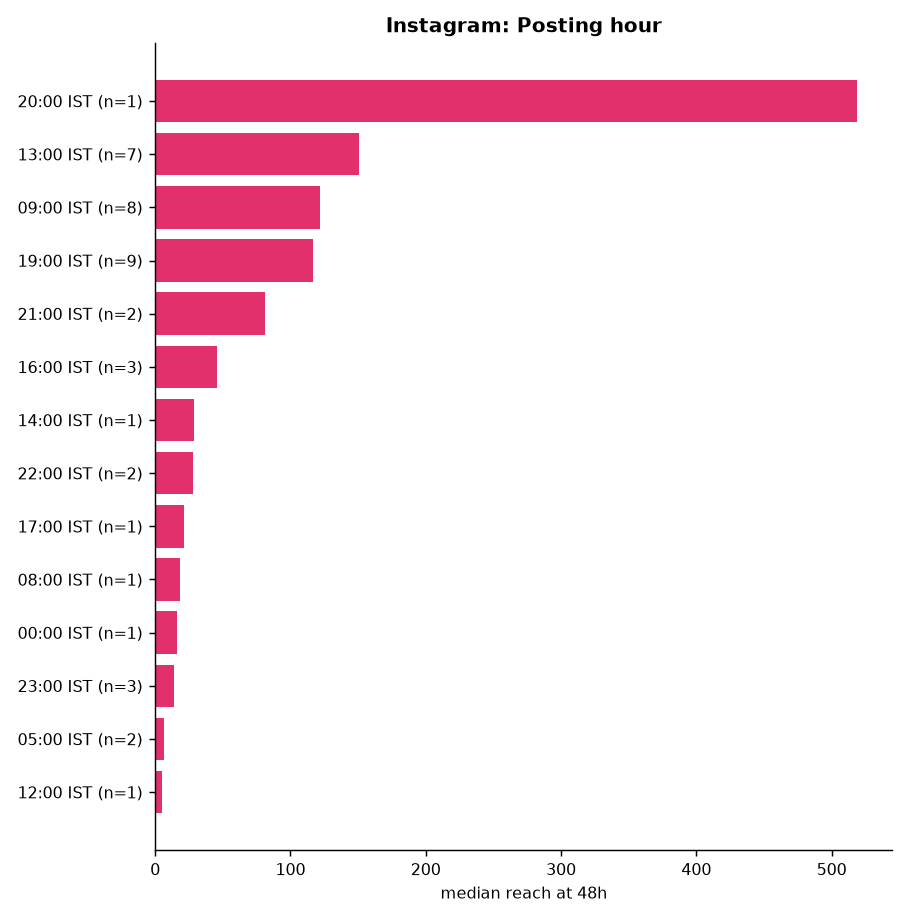 Instagram: Posting hour
20:00 IST (n=1)
13:00 IST (n=7)
09:00 IST (n=8)
19:00 IST (n=9)
21:00 IST (n=2)
16:00 IST (n=3)
14:00 IST (n=1)
22:00 IST (n=2)
17:00 IST (n=1)
08:00 IST (n=1)
00:00 IST (n=1)
23:00 IST (n=3)
05:00 IST (n=2)
12:00 IST (n=1)
0 100 200 300 400 500
median reach at 48h